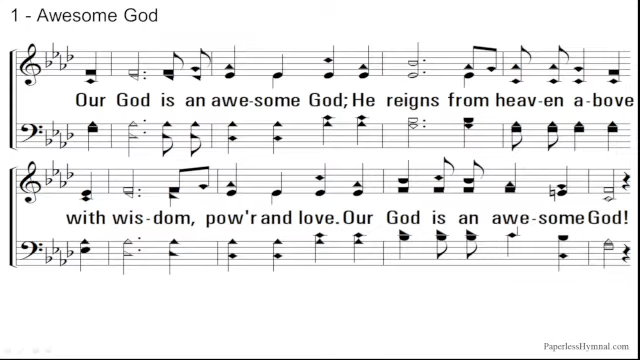 1 - Awesome God
Our God is an awe-some God; He reigns from heav-en a-bove
with wis-dom, pow'r and love. Our God is an awe-some God!
PaperlessHymnal.com